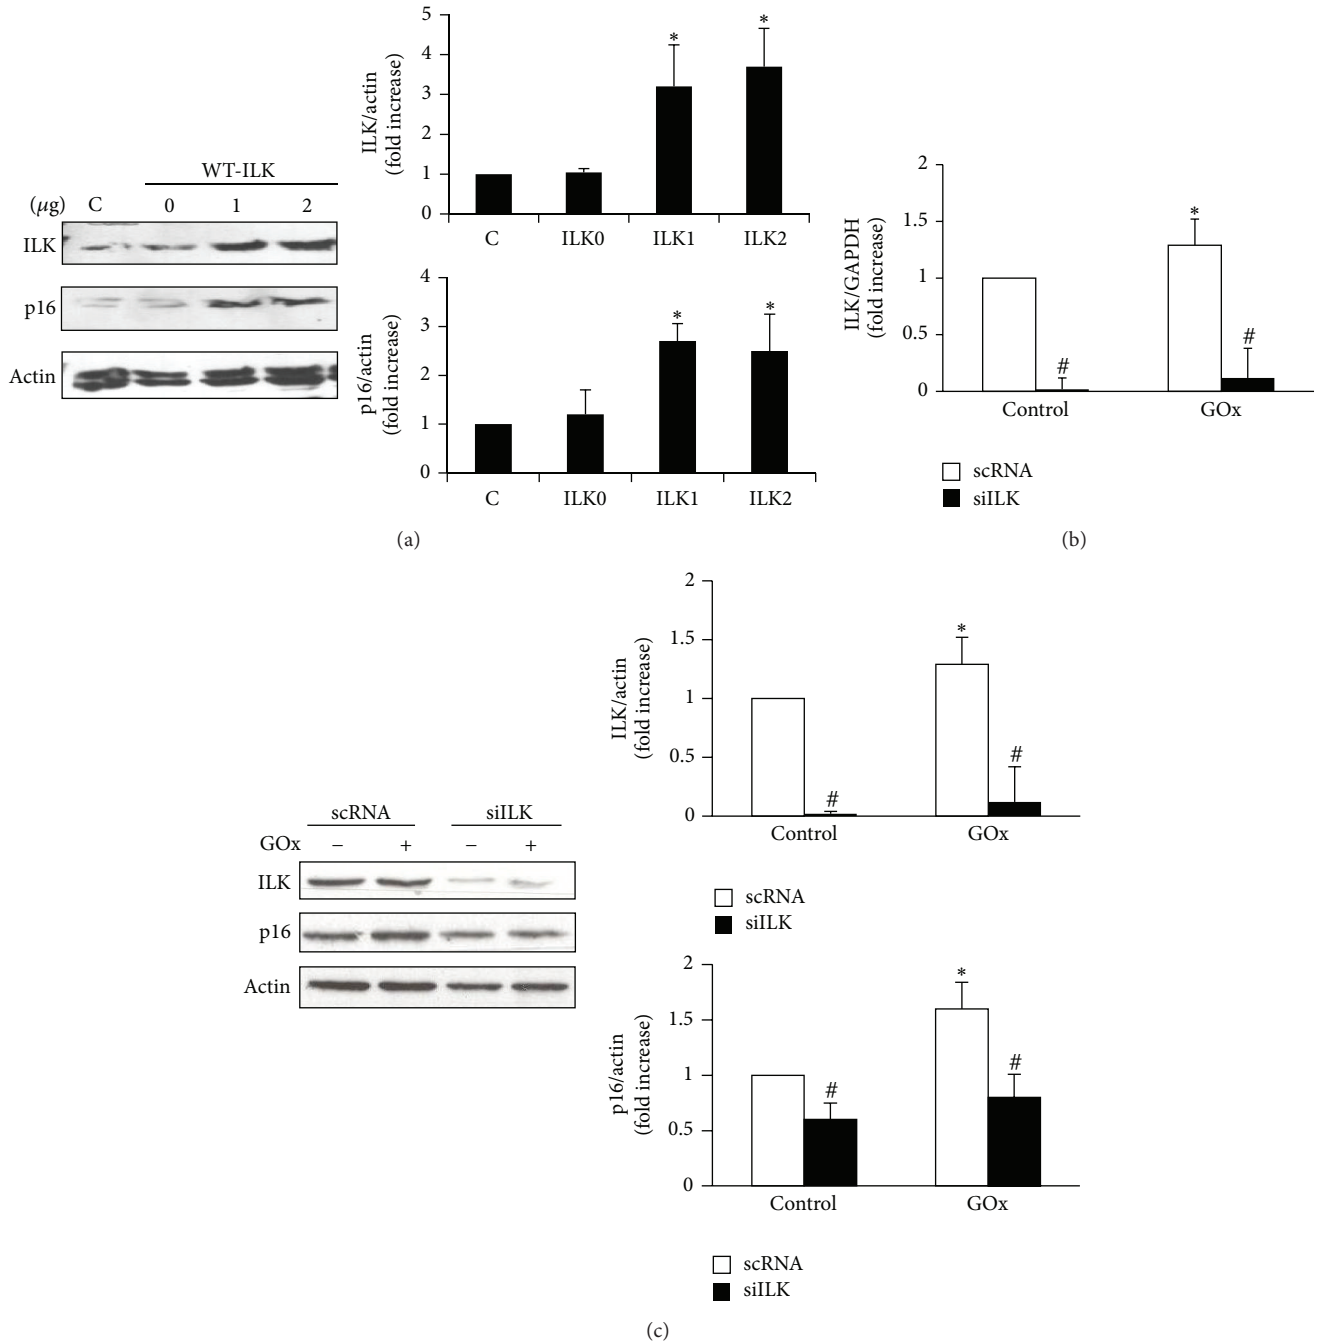 WT-ILK
(μg) C 0 1 2
ILK
p16
Actin
ILK/actin
(fold increase)
5
4
3
2
1
0
* *
C ILK0 ILK1 ILK2
p16/actin
(fold increase)
4
3
2
1
0
* *
C ILK0 ILK1 ILK2
(a)
ILK/GAPDH
(fold increase)
2
1.5
1
0.5
0
# * #
Control GOx
scRNA
siILK
(b)
scRNA siILK
GOx − + − +
ILK
p16
Actin
ILK/actin
(fold increase)
2
1.5
1
0.5
0
# * #
Control GOx
scRNA
siILK
p16/actin
(fold increase)
2
1.5
1
0.5
0
# * #
Control GOx
scRNA
siILK
(c)